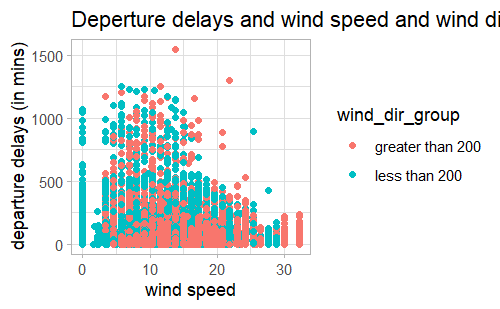 Deperture delays and wind speed and wind di
departure delays (in mins)
1500
1000
500
0
0
10
20
30
wind speed
wind_dir_group
greater than 200
less than 200